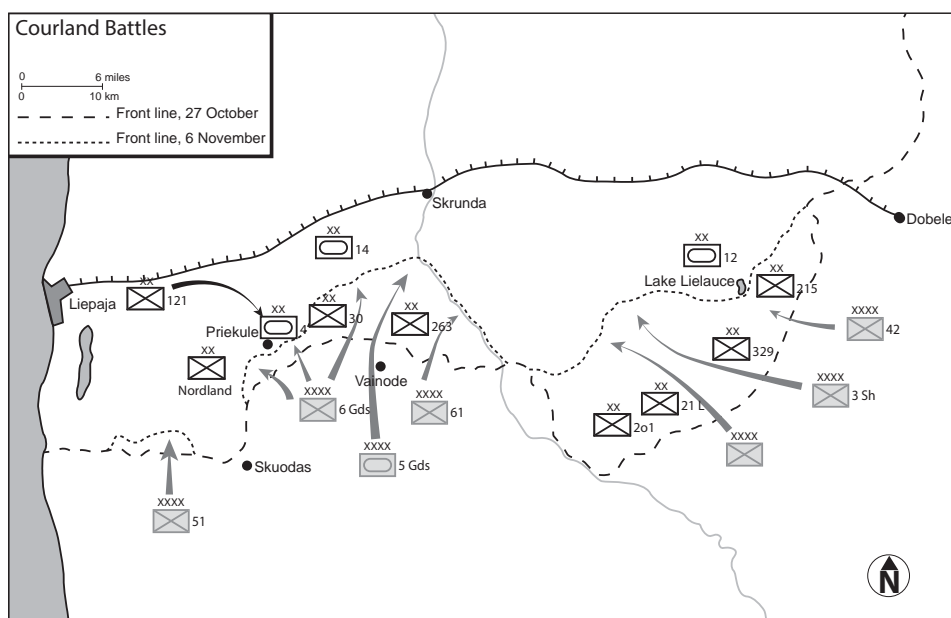 Courland Battles
0 6 miles
0 10 km
Front line, 27 October
Front line, 6 November
Skrunda
Dobele
XX
14
XX
12
Lake Lielauce
XX
215
Liepaja
XX
121
XX
4
XX
30
XX
263
XXXX
42
Priekule
XX
329
XX
Nordland
Vainode
XXXX
6 Gds
XXXX
61
XXXX
3 Sh
XX
21 L
XX
2o1
XXXX
XXXX
5 Gds
Skuodas
XXXX
51
N